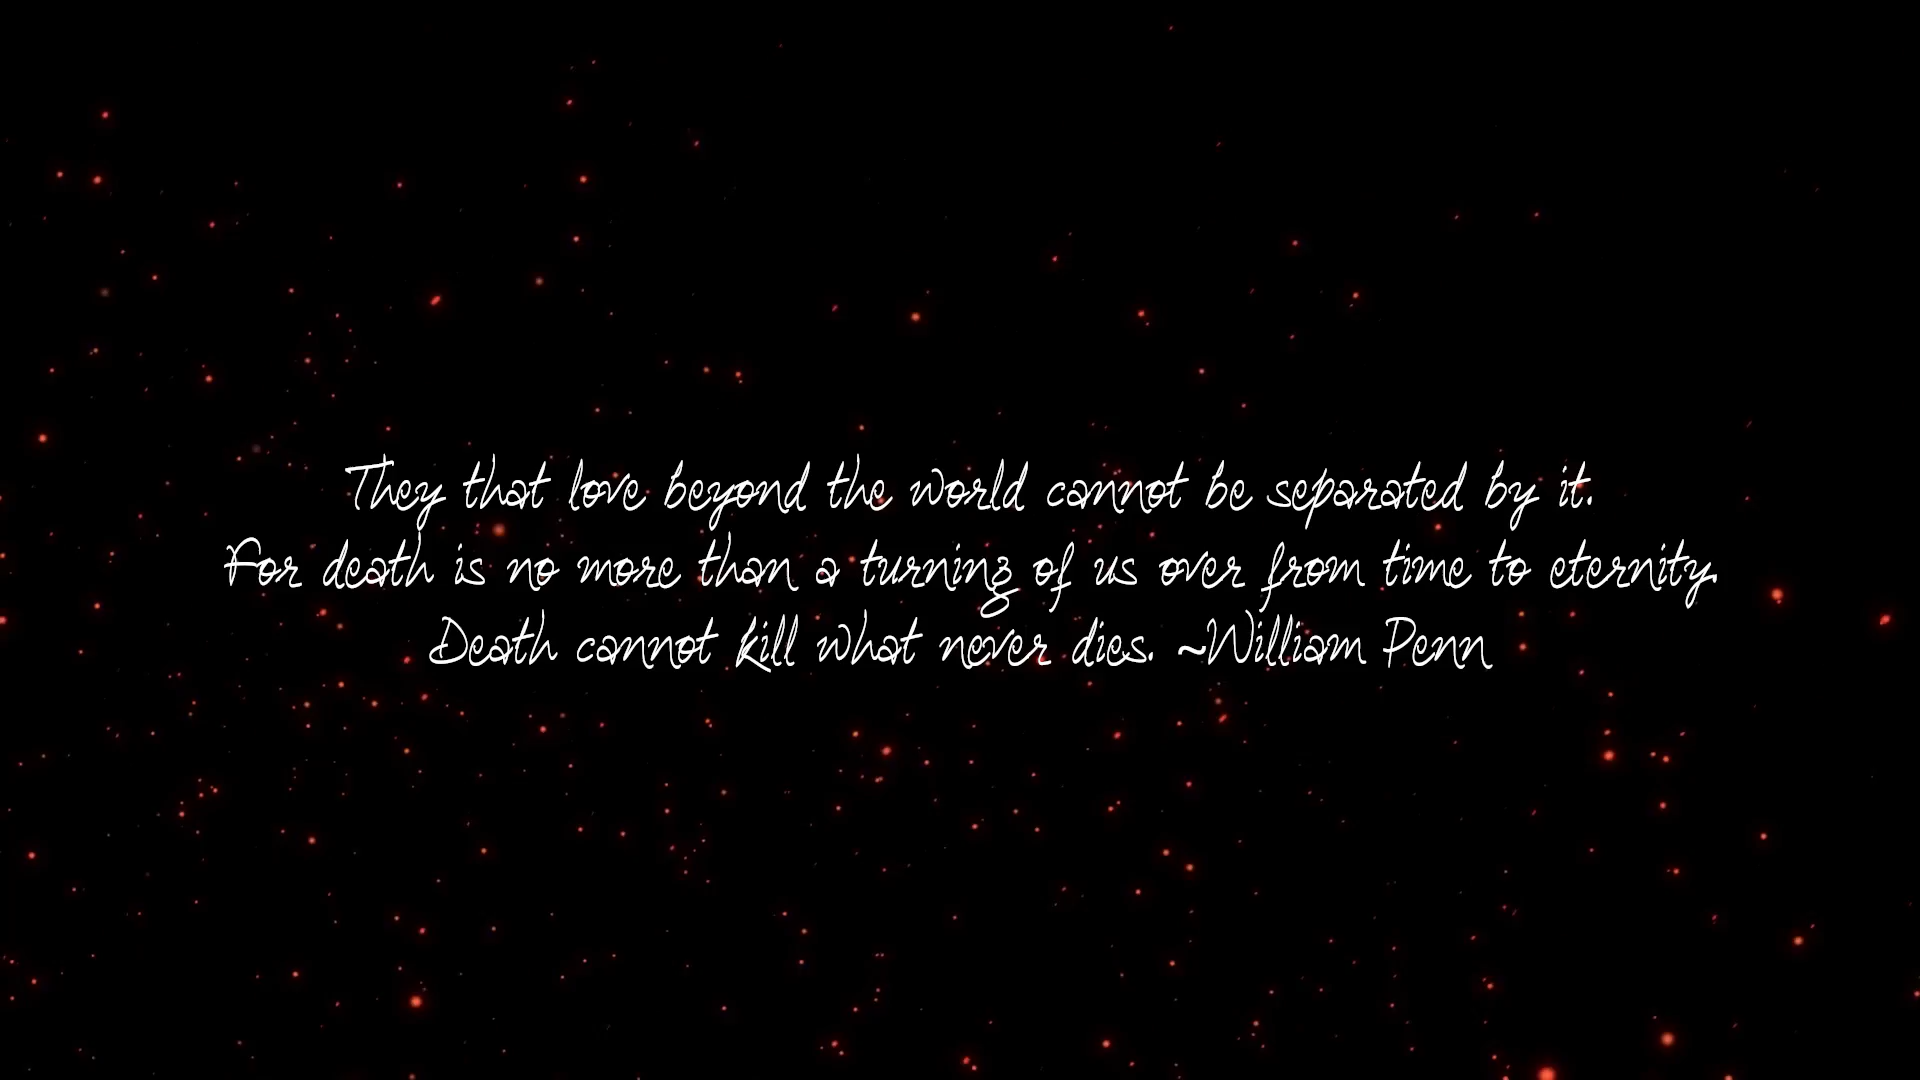 They that love beyond the world cannot be separated by it.
For death is no more than a turning of us over from time to eternity.
Death cannot kill what never dies. ~William Penn